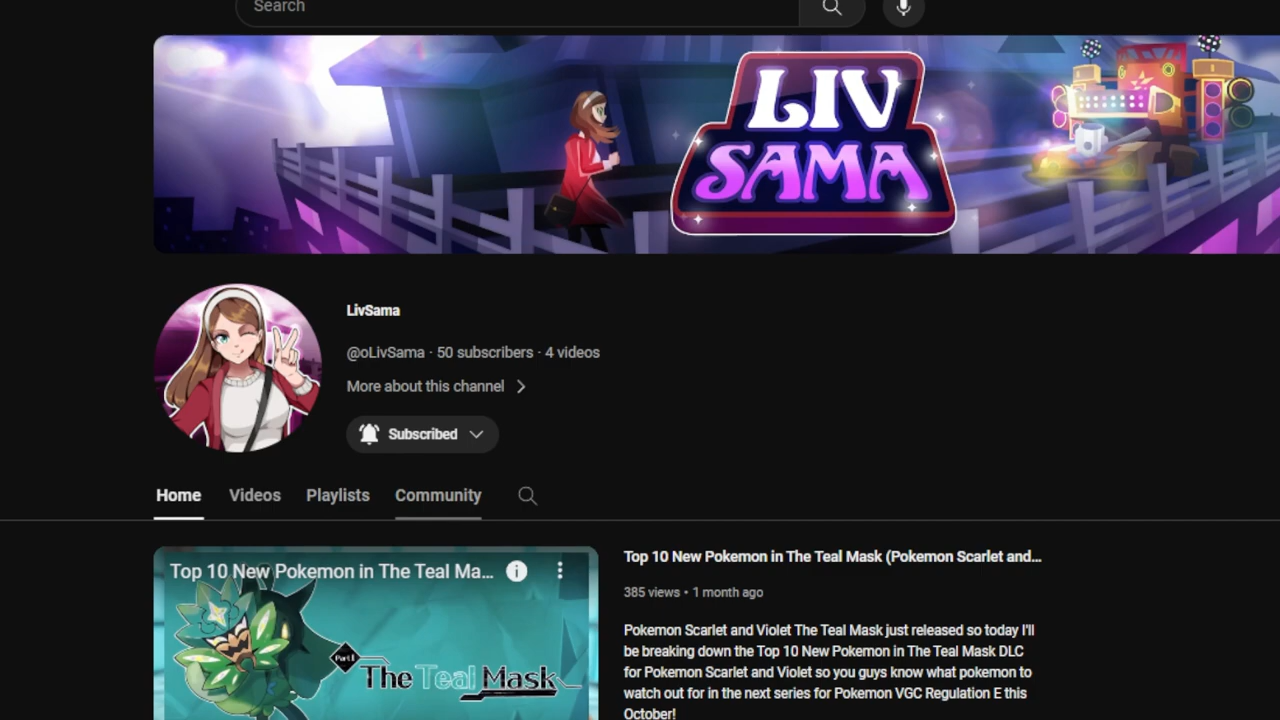 Search
LIV
SAMA
LivSama
@oLivSama · 50 subscribers · 4 videos
More about this channel
Subscribed
Home Videos Playlists Community
Top 10 New Pokemon in The Teal Ma...
Part 1
The Teal Mask
Top 10 New Pokemon in The Teal Mask (Pokemon Scarlet and...
385 views • 1 month ago
Pokemon Scarlet and Violet The Teal Mask just released so today I'll
be breaking down the Top 10 New Pokemon in The Teal Mask DLC
for Pokemon Scarlet and Violet so you guys know what pokemon to
watch out for in the next series for Pokemon VGC Regulation E this
October!